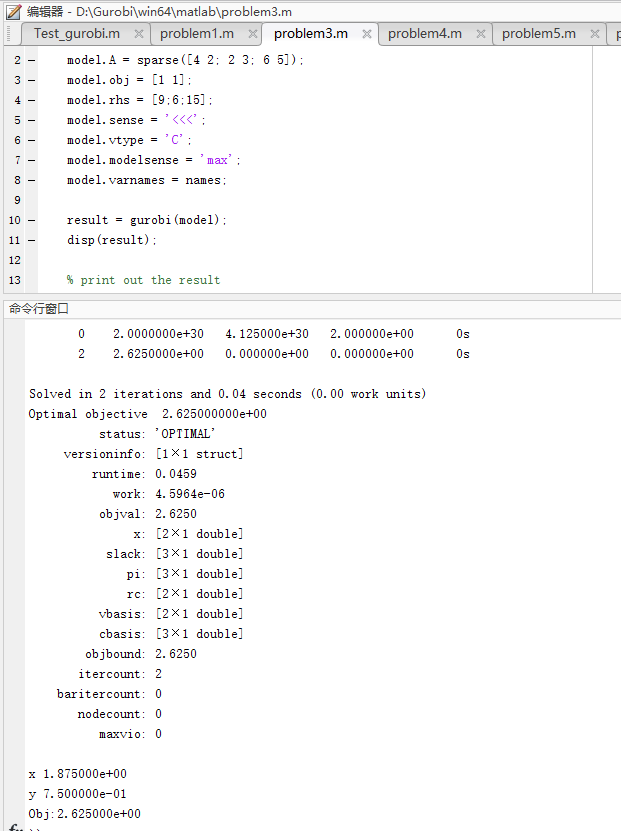 编辑器 - D:\Gurobi\win64\matlab\problem3.m
Test_gurobi.m × problem1.m × problem3.m × problem4.m × problem5.m ×
2 – model.A = sparse([4 2; 2 3; 6 5]);
3 – model.obj = [1 1];
4 – model.rhs = [9;6;15];
5 – model.sense = '<<<';
6 – model.vtype = 'C';
7 – model.modelsense = 'max';
8 – model.varnames = names;
9
10 – result = gurobi(model);
11 – disp(result);
12
13 % print out the result
命令行窗口
0 2.0000000e+30 4.125000e+30 2.000000e+00 0s
2 2.6250000e+00 0.000000e+00 0.000000e+00 0s
Solved in 2 iterations and 0.04 seconds (0.00 work units)
Optimal objective 2.625000000e+00
status: 'OPTIMAL'
versioninfo: [1×1 struct]
runtime: 0.0459
work: 4.5964e-06
objval: 2.6250
x: [2×1 double]
slack: [3×1 double]
pi: [3×1 double]
rc: [2×1 double]
vbasis: [2×1 double]
cbasis: [3×1 double]
objbound: 2.6250
itercount: 2
baritercount: 0
nodecount: 0
maxvio: 0
x 1.875000e+00
y 7.500000e-01
Obj:2.625000e+00